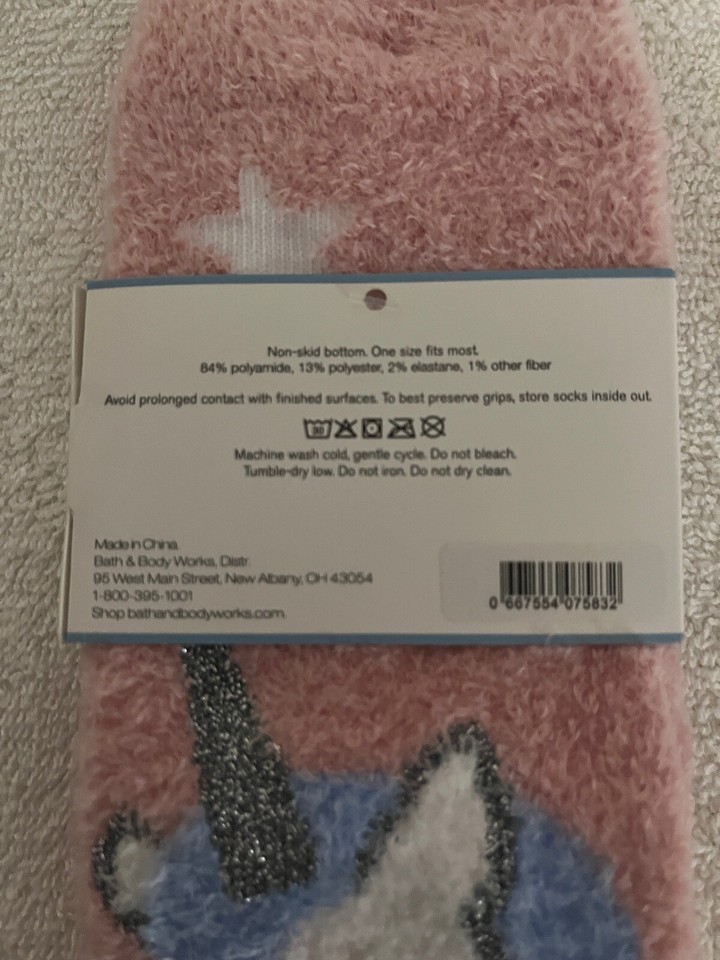 Non-skid bottom. One size fits most.
84% polyamide, 13% polyester, 2% elastane, 1% other fiber
Avoid prolonged contact with finished surfaces. To best preserve grips, store socks inside out.
30
Machine wash cold, gentle cycle. Do not bleach.
Tumble-dry low. Do not iron. Do not dry clean.
Made in China.
Bath & Body Works, Distr.
95 West Main Street, New Albany, OH 43054
1-800-395-1001
Shop bathandbodyworks.com
0 667554 075832